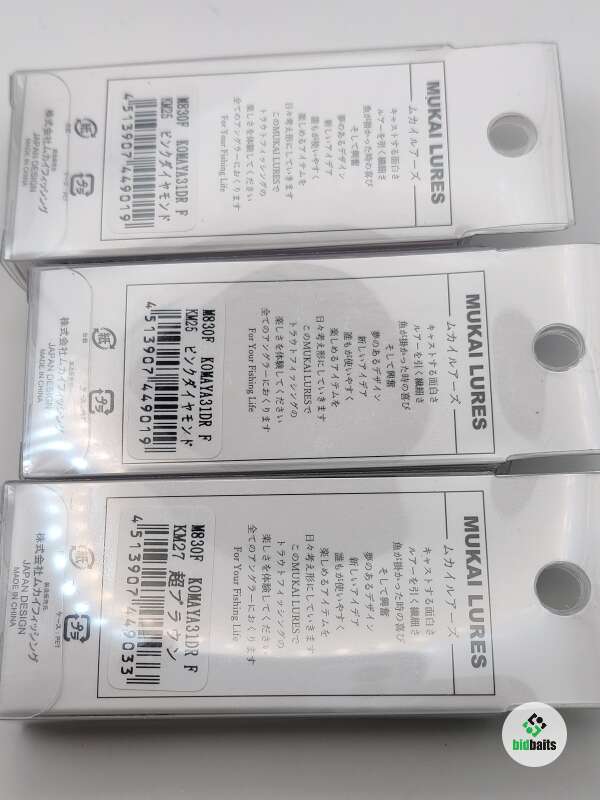 MUKAI LURES
ムカイルアーズ
キャストする面白さ
ルアーを引く繊細さ
魚が掛かった時の喜び
そして興奮
夢のあるデザイン
新しいアイデア
誰もが使いやすく
楽しめるアイテムを
日々考え形にしていきます
このMUKAI LURESで
トラウトフィッシングの
楽しさを体験してください
全てのアングラーにおくります
For Your Fishing Life
M830F KOMAYA31DR F
KM25 ピンクダイヤモンド
4513907449019
紙
プラ
株式会社ムカイフィッシング
JAPAN DESIGN
MADE IN CHINA
MUKAI LURES
ムカイルアーズ
キャストする面白さ
ルアーを引く繊細さ
魚が掛かった時の喜び
そして興奮
夢のあるデザイン
新しいアイデア
誰もが使いやすく
楽しめるアイテムを
日々考え形にしていきます
このMUKAI LURESで
トラウトフィッシングの
楽しさを体験してください
全てのアングラーにおくります
For Your Fishing Life
M830F KOMAYA31DR F
KM25 ピンクダイヤモンド
4513907449019
紙
プラ
株式会社ムカイフィッシング
JAPAN DESIGN
MADE IN CHINA
MUKAI LURES
ムカイルアーズ
キャストする面白さ
ルアーを引く繊細さ
魚が掛かった時の喜び
そして興奮
夢のあるデザイン
新しいアイデア
誰もが使いやすく
楽しめるアイテムを
日々考え形にしていきます
このMUKAI LURESで
トラウトフィッシングの
楽しさを体験してください
全てのアングラーにおくります
For Your Fishing Life
M830F KOMAYA31DR F
KM27 超ブラウン
4513907449033
紙
プラ
株式会社ムカイフィッシング
JAPAN DESIGN
MADE IN CHINA
bidbaits